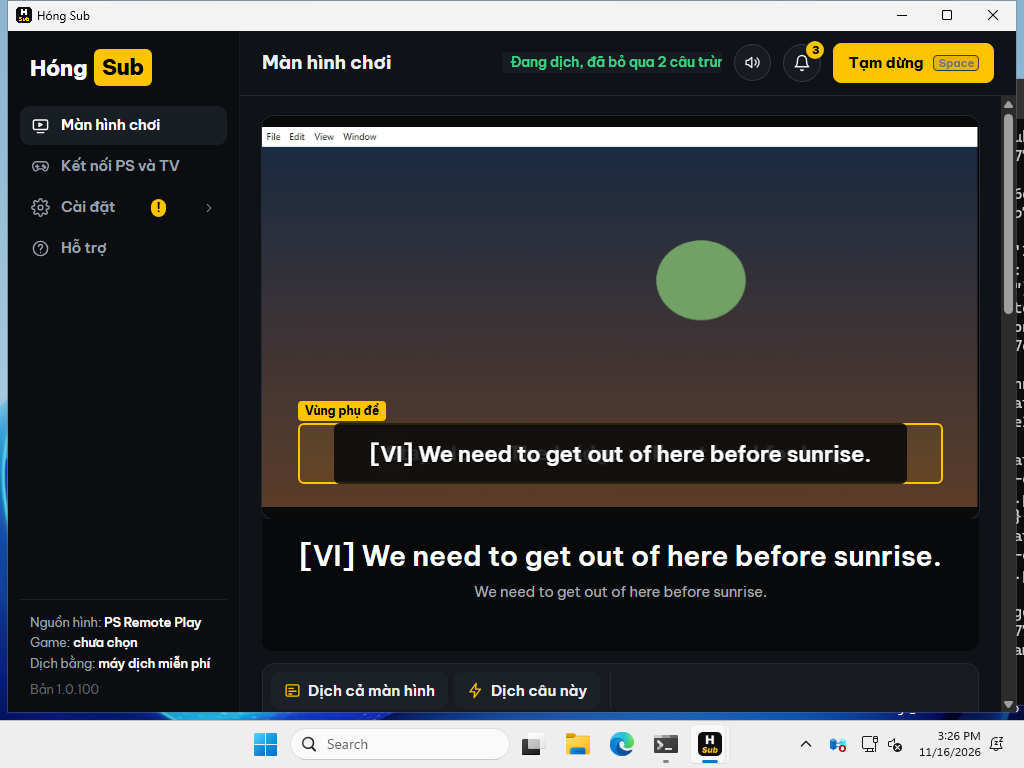 Hóng Sub
Hóng Sub
Màn hình chơi
Đang dịch, đã bỏ qua 2 câu trùn
3
Tạm dừng Space
Màn hình chơi
Kết nối PS và TV
Cài đặt !
Hỗ trợ
File Edit View Window
Vùng phụ đề
[VI] We need to get out of here before sunrise.
[VI] We need to get out of here before sunrise.
We need to get out of here before sunrise.
Nguồn hình: PS Remote Play
Game: chưa chọn
Dịch bằng: máy dịch miễn phí
Bản 1.0.100
Dịch cả màn hình
Dịch câu này
Search
H Sub
3:26 PM
11/16/2026